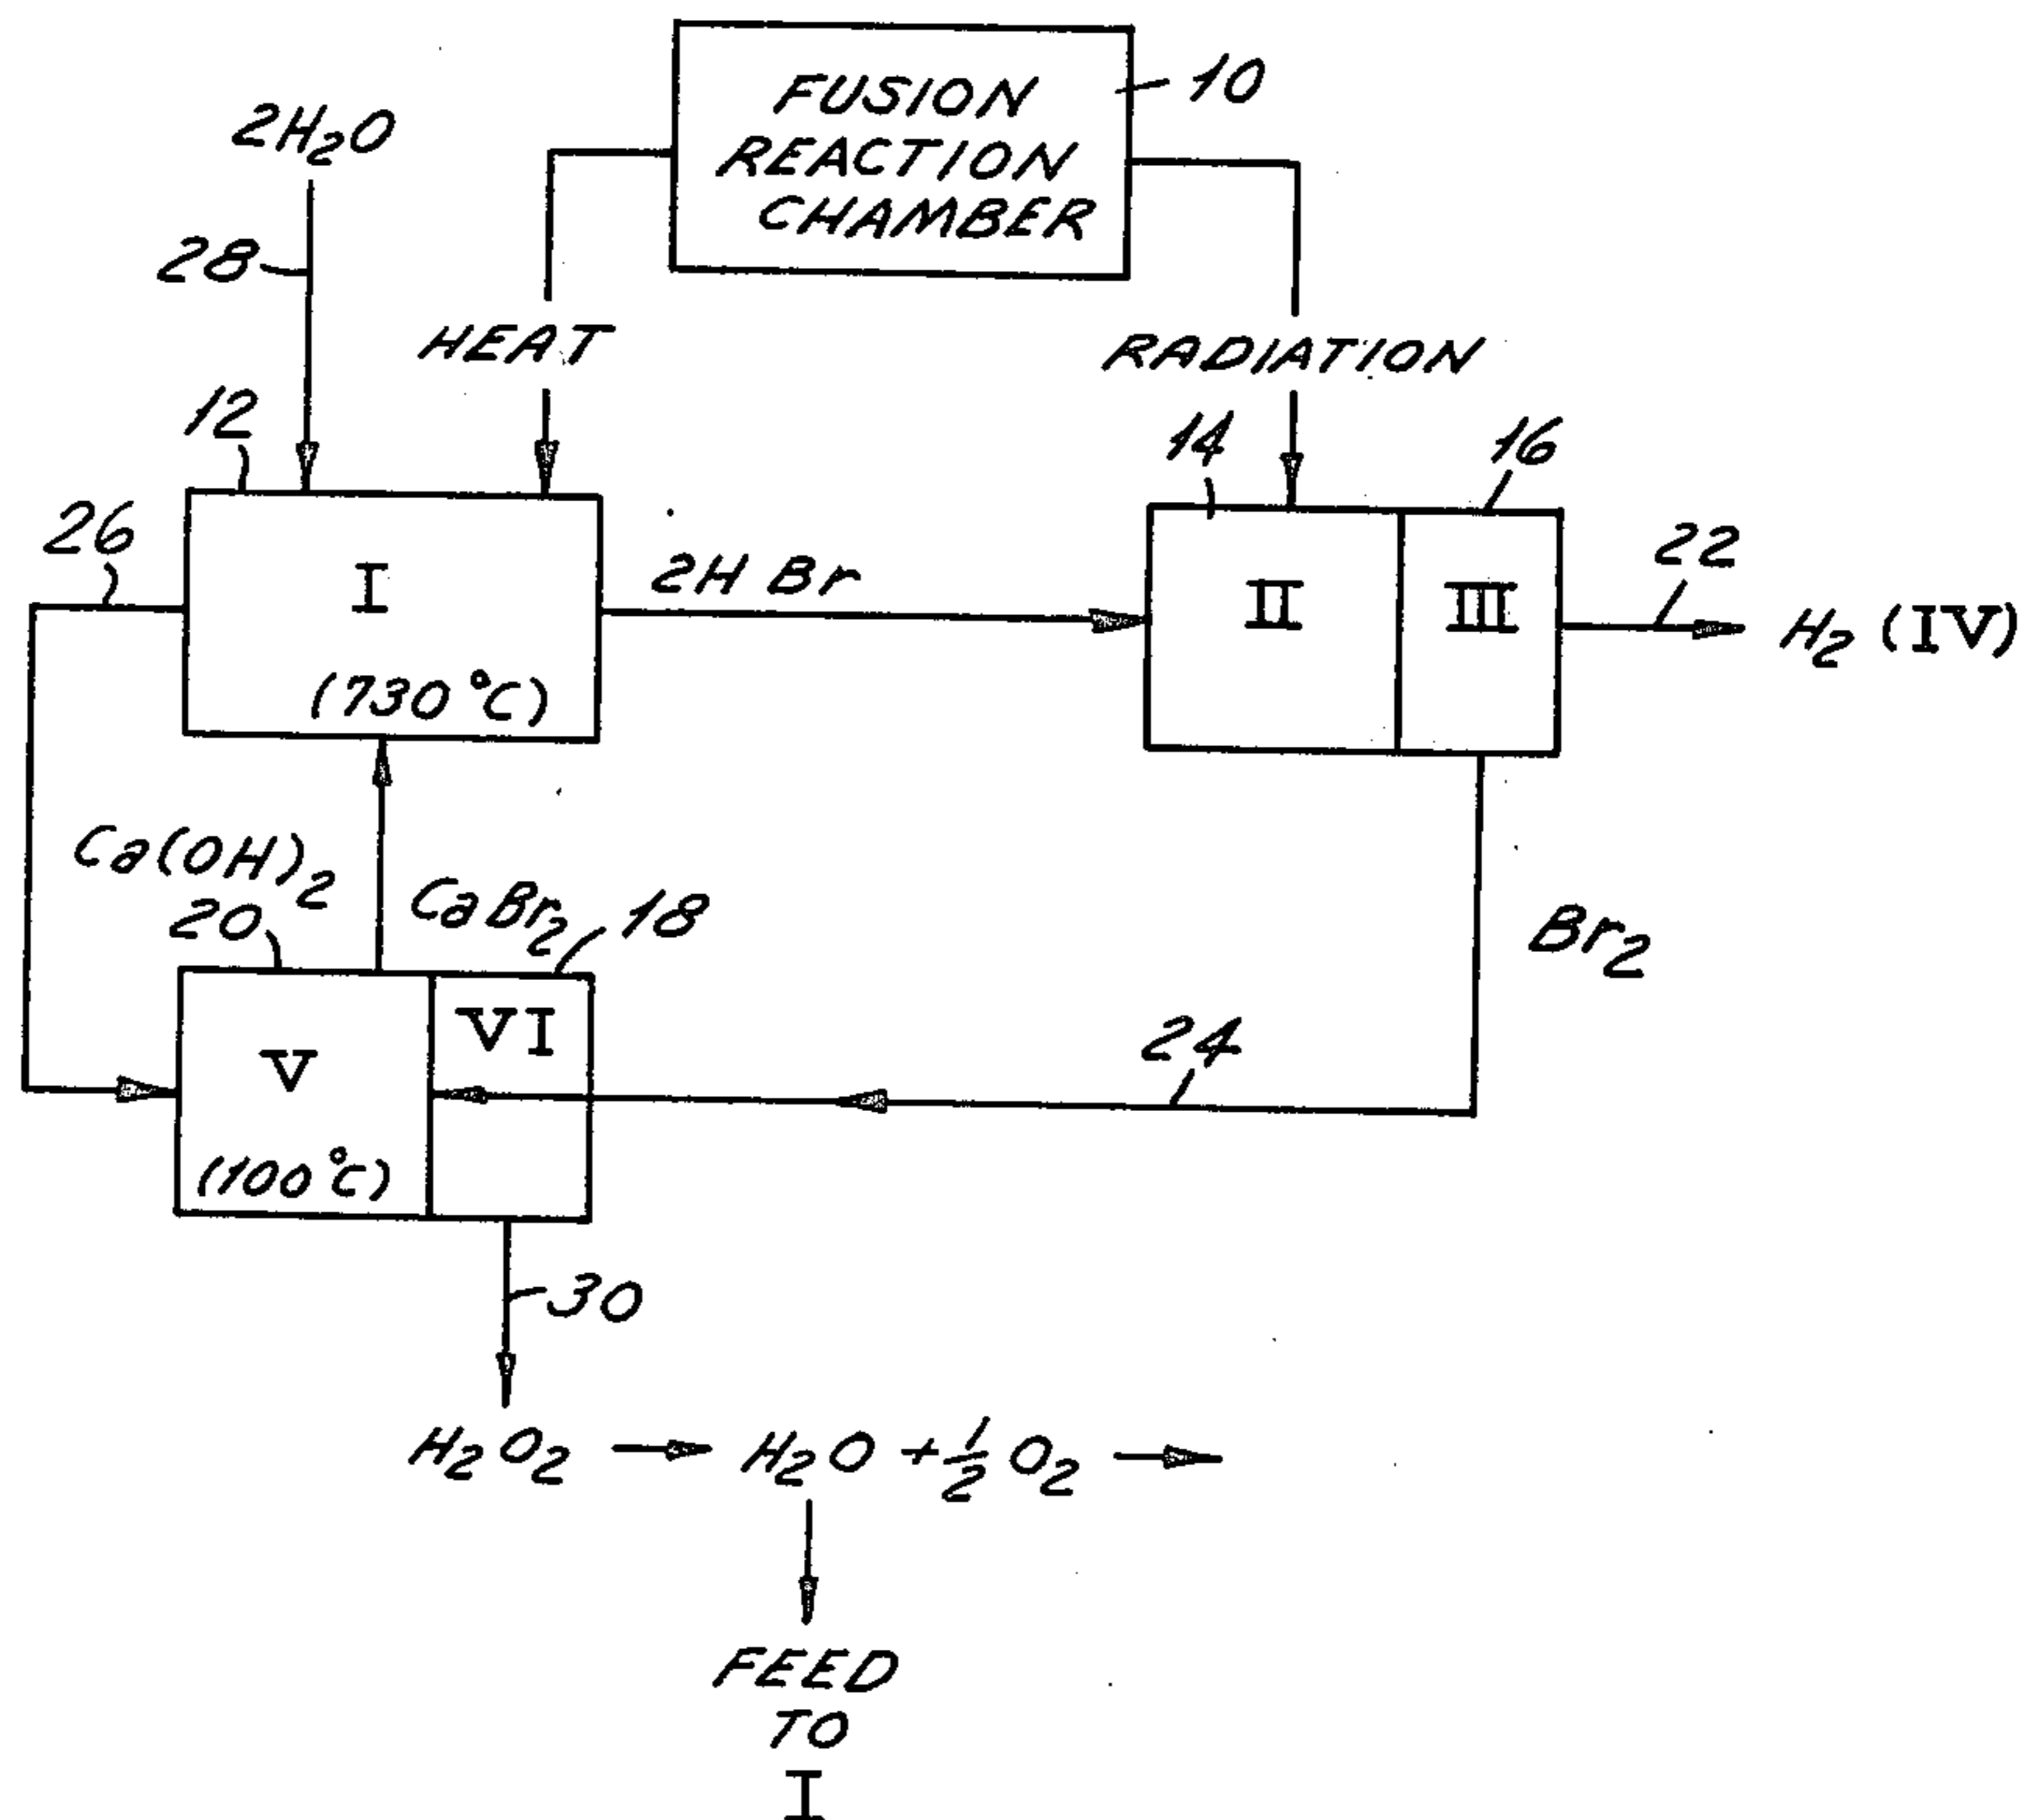 FUSION
REACTION
CHAMBER
10
2H₂O
28
HEAT
RADIATION
12
14
16
26
I
(730°C)
2H Br
II
III
22
H₂ (IV)
Ca(OH)₂
20
CaBr₂
18
Br₂
V
(100°C)
VI
24
30
H₂O₂ → H₂O + ½ O₂ →
FEED
TO
I